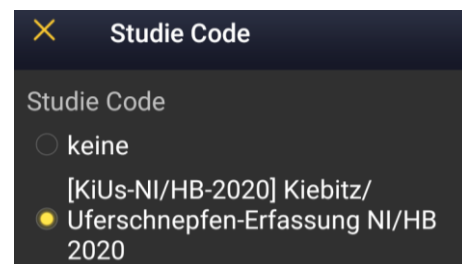 Studie Code
Studie Code
keine
[KiUs-NI/HB-2020] Kiebitz/
Uferschnepfen-Erfassung NI/HB
2020